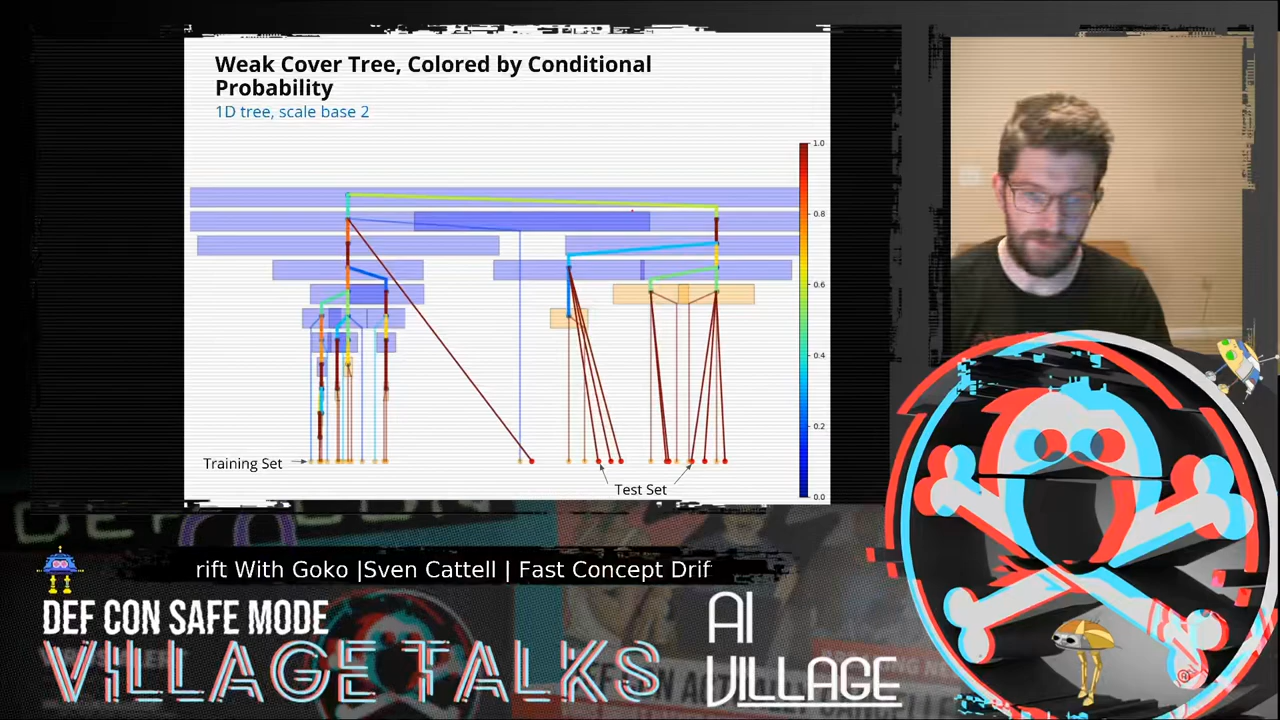 Weak Cover Tree, Colored by Conditional
Probability
1D tree, scale base 2
1.0
0.8
0.6
0.4
0.2
0.0
Training Set
Test Set
rift With Goko |Sven Cattell | Fast Concept Drif
DEF CON SAFE MODE
VILLAGE TALKS
AI
VILLAGE